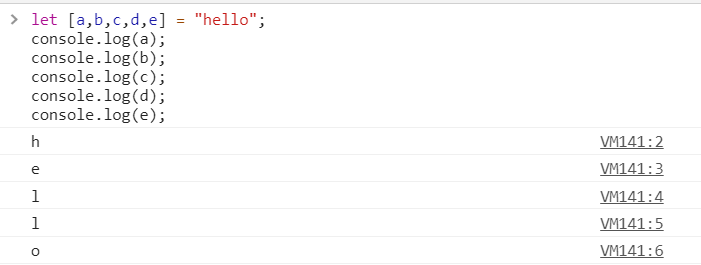 > let [a,b,c,d,e] = "hello";
console.log(a);
console.log(b);
console.log(c);
console.log(d);
console.log(e);
h VM141:2
e VM141:3
l VM141:4
l VM141:5
o VM141:6